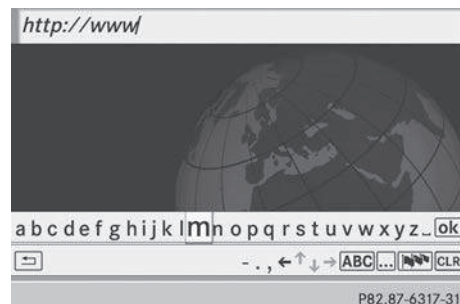 http://www
a b c d e f g h i j k l m n o p q r s t u v w x y z _ ok
- . , ← ↑ ↓ → ABC ... CLR
P82.87-6317-31